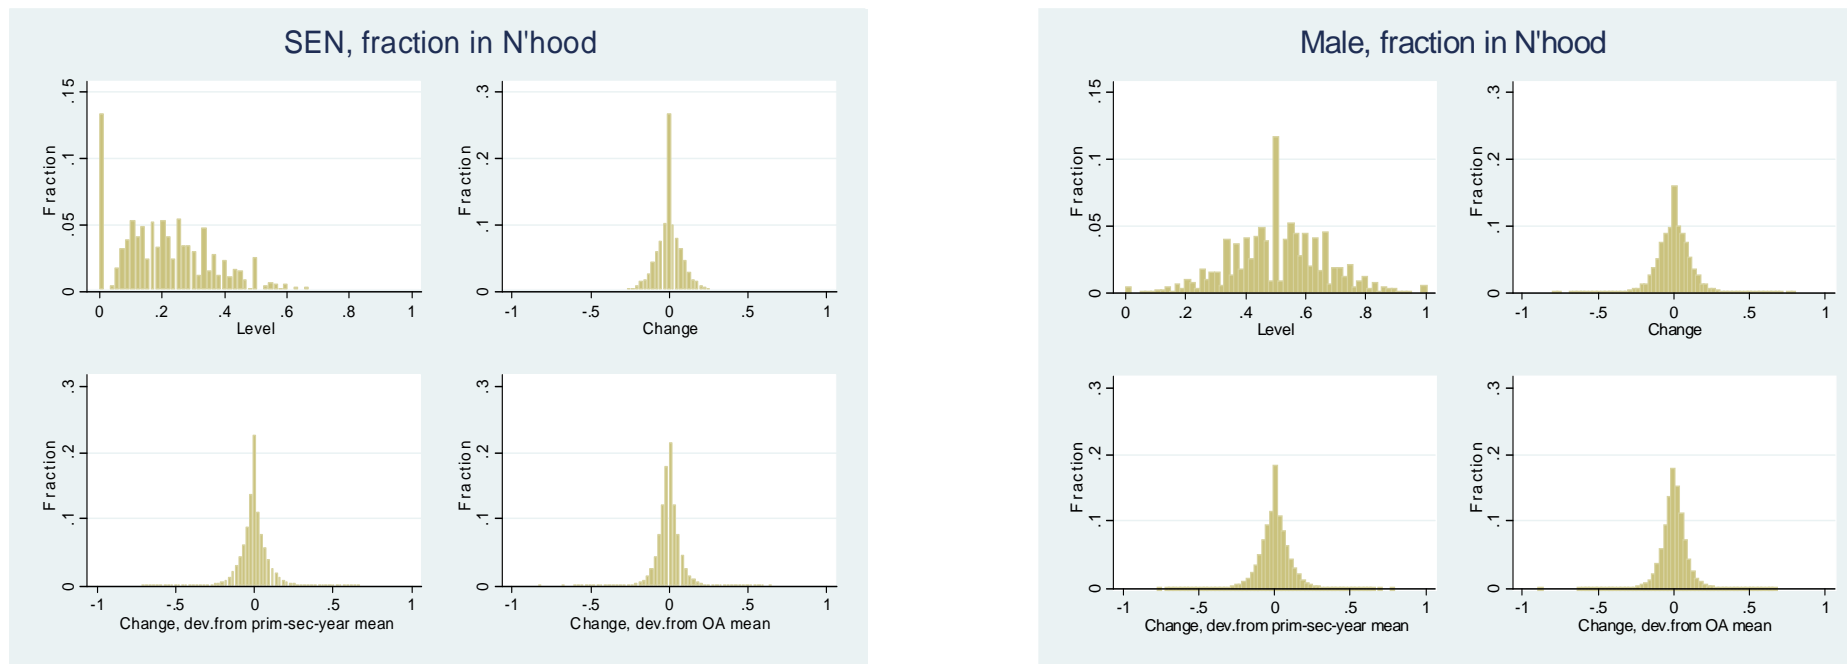 SEN, fraction in N'hood
Fraction
0 .05 .1 .15
0 .2 .4 .6 .8 1
Level
Fraction
0 .1 .2 .3
-1 -.5 0 .5 1
Change
Fraction
0 .1 .2 .3
-1 -.5 0 .5 1
Change, dev.from prim-sec-year mean
Fraction
0 .1 .2 .3
-1 -.5 0 .5 1
Change, dev.from OA mean
Male, fraction in N'hood
Fraction
0 .05 .1 .15
0 .2 .4 .6 .8 1
Level
Fraction
0 .1 .2 .3
-1 -.5 0 .5 1
Change
Fraction
0 .1 .2 .3
-1 -.5 0 .5 1
Change, dev.from prim-sec-year mean
Fraction
0 .1 .2 .3
-1 -.5 0 .5 1
Change, dev.from OA mean